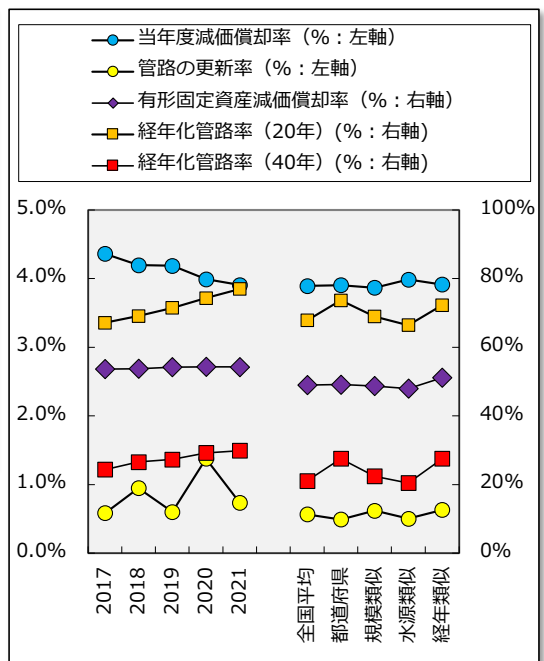 当年度減価償却率（%：左軸）
管路の更新率（%：左軸）
有形固定資産減価償却率（%：右軸）
経年化管路率（20年）(%：右軸)
経年化管路率（40年）(%：右軸)
5.0% 100%
4.0% 80%
3.0% 60%
2.0% 40%
1.0% 20%
0.0% 0%
2017
2018
2019
2020
2021
全国平均
都道府県
規模類似
水源類似
経年類似